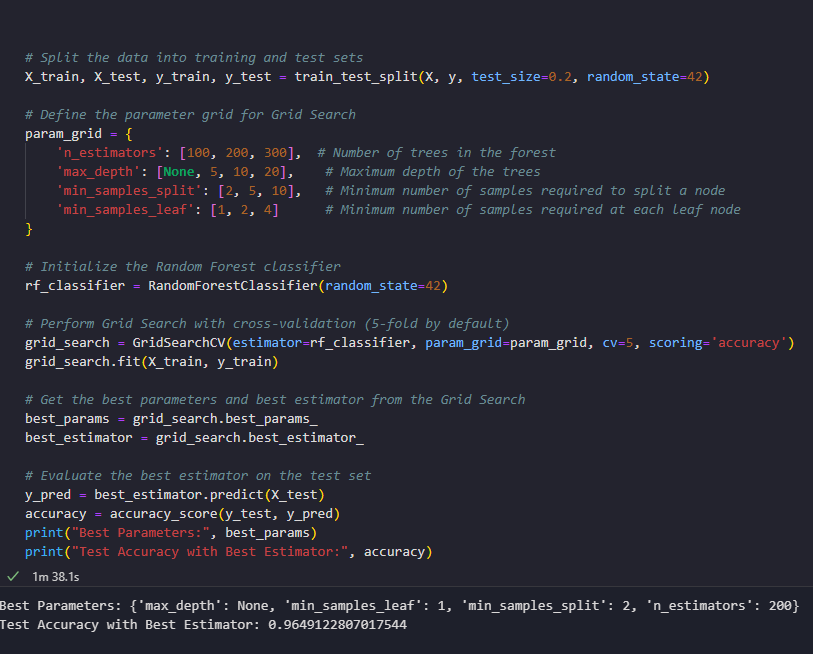 # Split the data into training and test sets
X_train, X_test, y_train, y_test = train_test_split(X, y, test_size=0.2, random_state=42)
# Define the parameter grid for Grid Search
param_grid = {
    'n_estimators': [100, 200, 300],  # Number of trees in the forest
    'max_depth': [None, 5, 10, 20],    # Maximum depth of the trees
    'min_samples_split': [2, 5, 10],   # Minimum number of samples required to split a node
    'min_samples_leaf': [1, 2, 4]      # Minimum number of samples required at each leaf node
}
# Initialize the Random Forest classifier
rf_classifier = RandomForestClassifier(random_state=42)
# Perform Grid Search with cross-validation (5-fold by default)
grid_search = GridSearchCV(estimator=rf_classifier, param_grid=param_grid, cv=5, scoring='accuracy')
grid_search.fit(X_train, y_train)
# Get the best parameters and best estimator from the Grid Search
best_params = grid_search.best_params_
best_estimator = grid_search.best_estimator_
# Evaluate the best estimator on the test set
y_pred = best_estimator.predict(X_test)
accuracy = accuracy_score(y_test, y_pred)
print("Best Parameters:", best_params)
print("Test Accuracy with Best Estimator:", accuracy)
1m 38.1s
Best Parameters: {'max_depth': None, 'min_samples_leaf': 1, 'min_samples_split': 2, 'n_estimators': 200}
Test Accuracy with Best Estimator: 0.9649122807017544